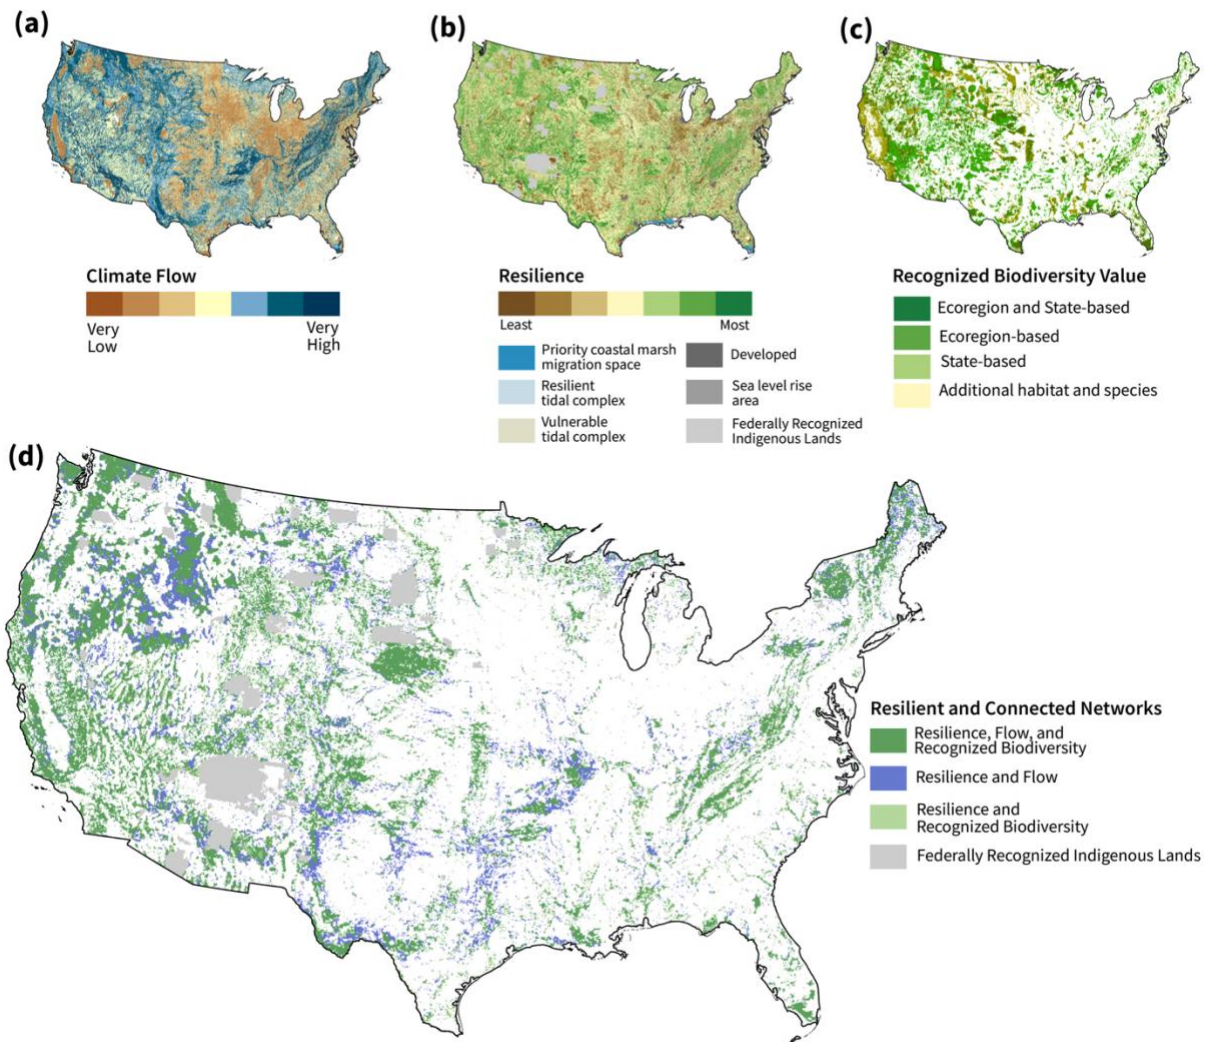 (a)
(b)
(c)
Climate Flow
Very
Low
Very
High
Resilience
Least
Most
Priority coastal marsh
migration space
Resilient
tidal complex
Vulnerable
tidal complex
Developed
Sea level rise
area
Federally Recognized
Indigenous Lands
Recognized Biodiversity Value
Ecoregion and State-based
Ecoregion-based
State-based
Additional habitat and species
(d)
Resilient and Connected Networks
Resilience, Flow, and
Recognized Biodiversity
Resilience and Flow
Resilience and
Recognized Biodiversity
Federally Recognized Indigenous Lands